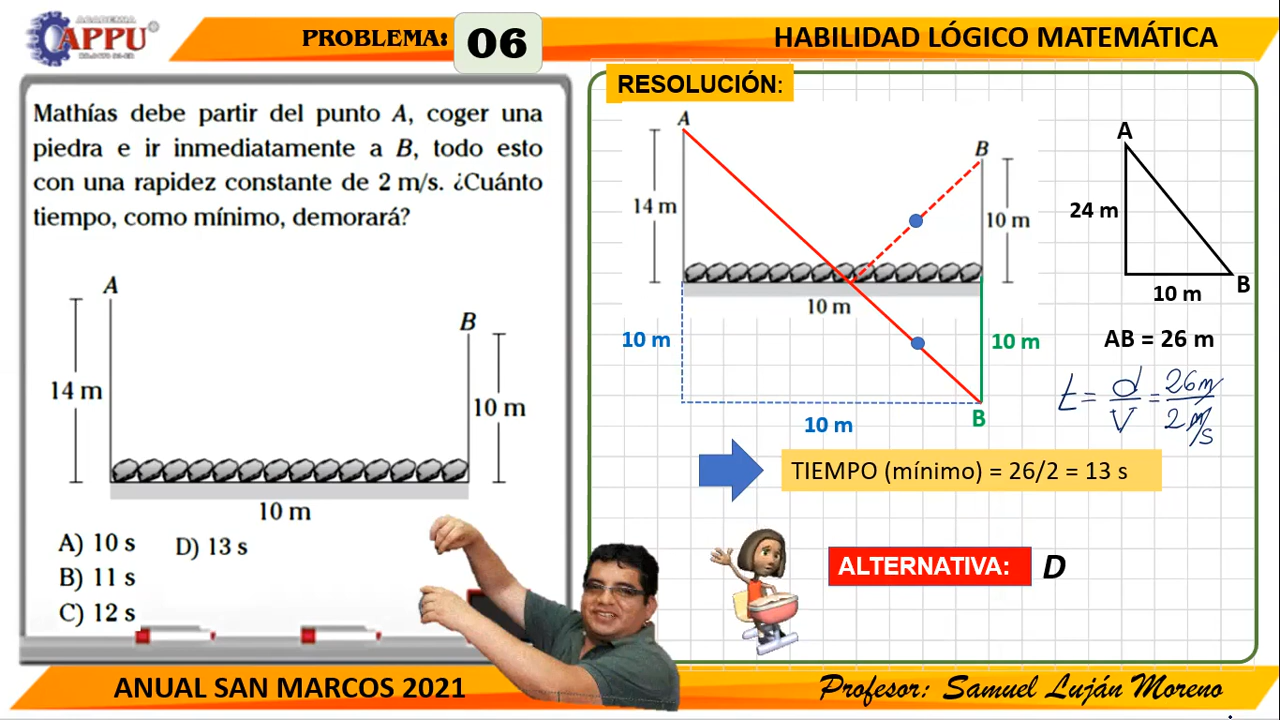 ACADEMIA
APPU
PROBLEMA:
06
HABILIDAD LÓGICO MATEMÁTICA
Mathías debe partir del punto A, coger una
piedra e ir inmediatamente a B, todo esto
con una rapidez constante de 2 m/s. ¿Cuánto
tiempo, como mínimo, demorará?
A
B
14 m
10 m
10 m
A) 10 s
D) 13 s
B) 11 s
C) 12 s
RESOLUCIÓN:
A
B
14 m
10 m
10 m
10 m
10 m
10 m
B
A
24 m
10 m
B
AB = 26 m
t = d/V = 26m/2m/s
TIEMPO (mínimo) = 26/2 = 13 s
ALTERNATIVA:
D
ANUAL SAN MARCOS 2021
Profesor: Samuel Luján Moreno